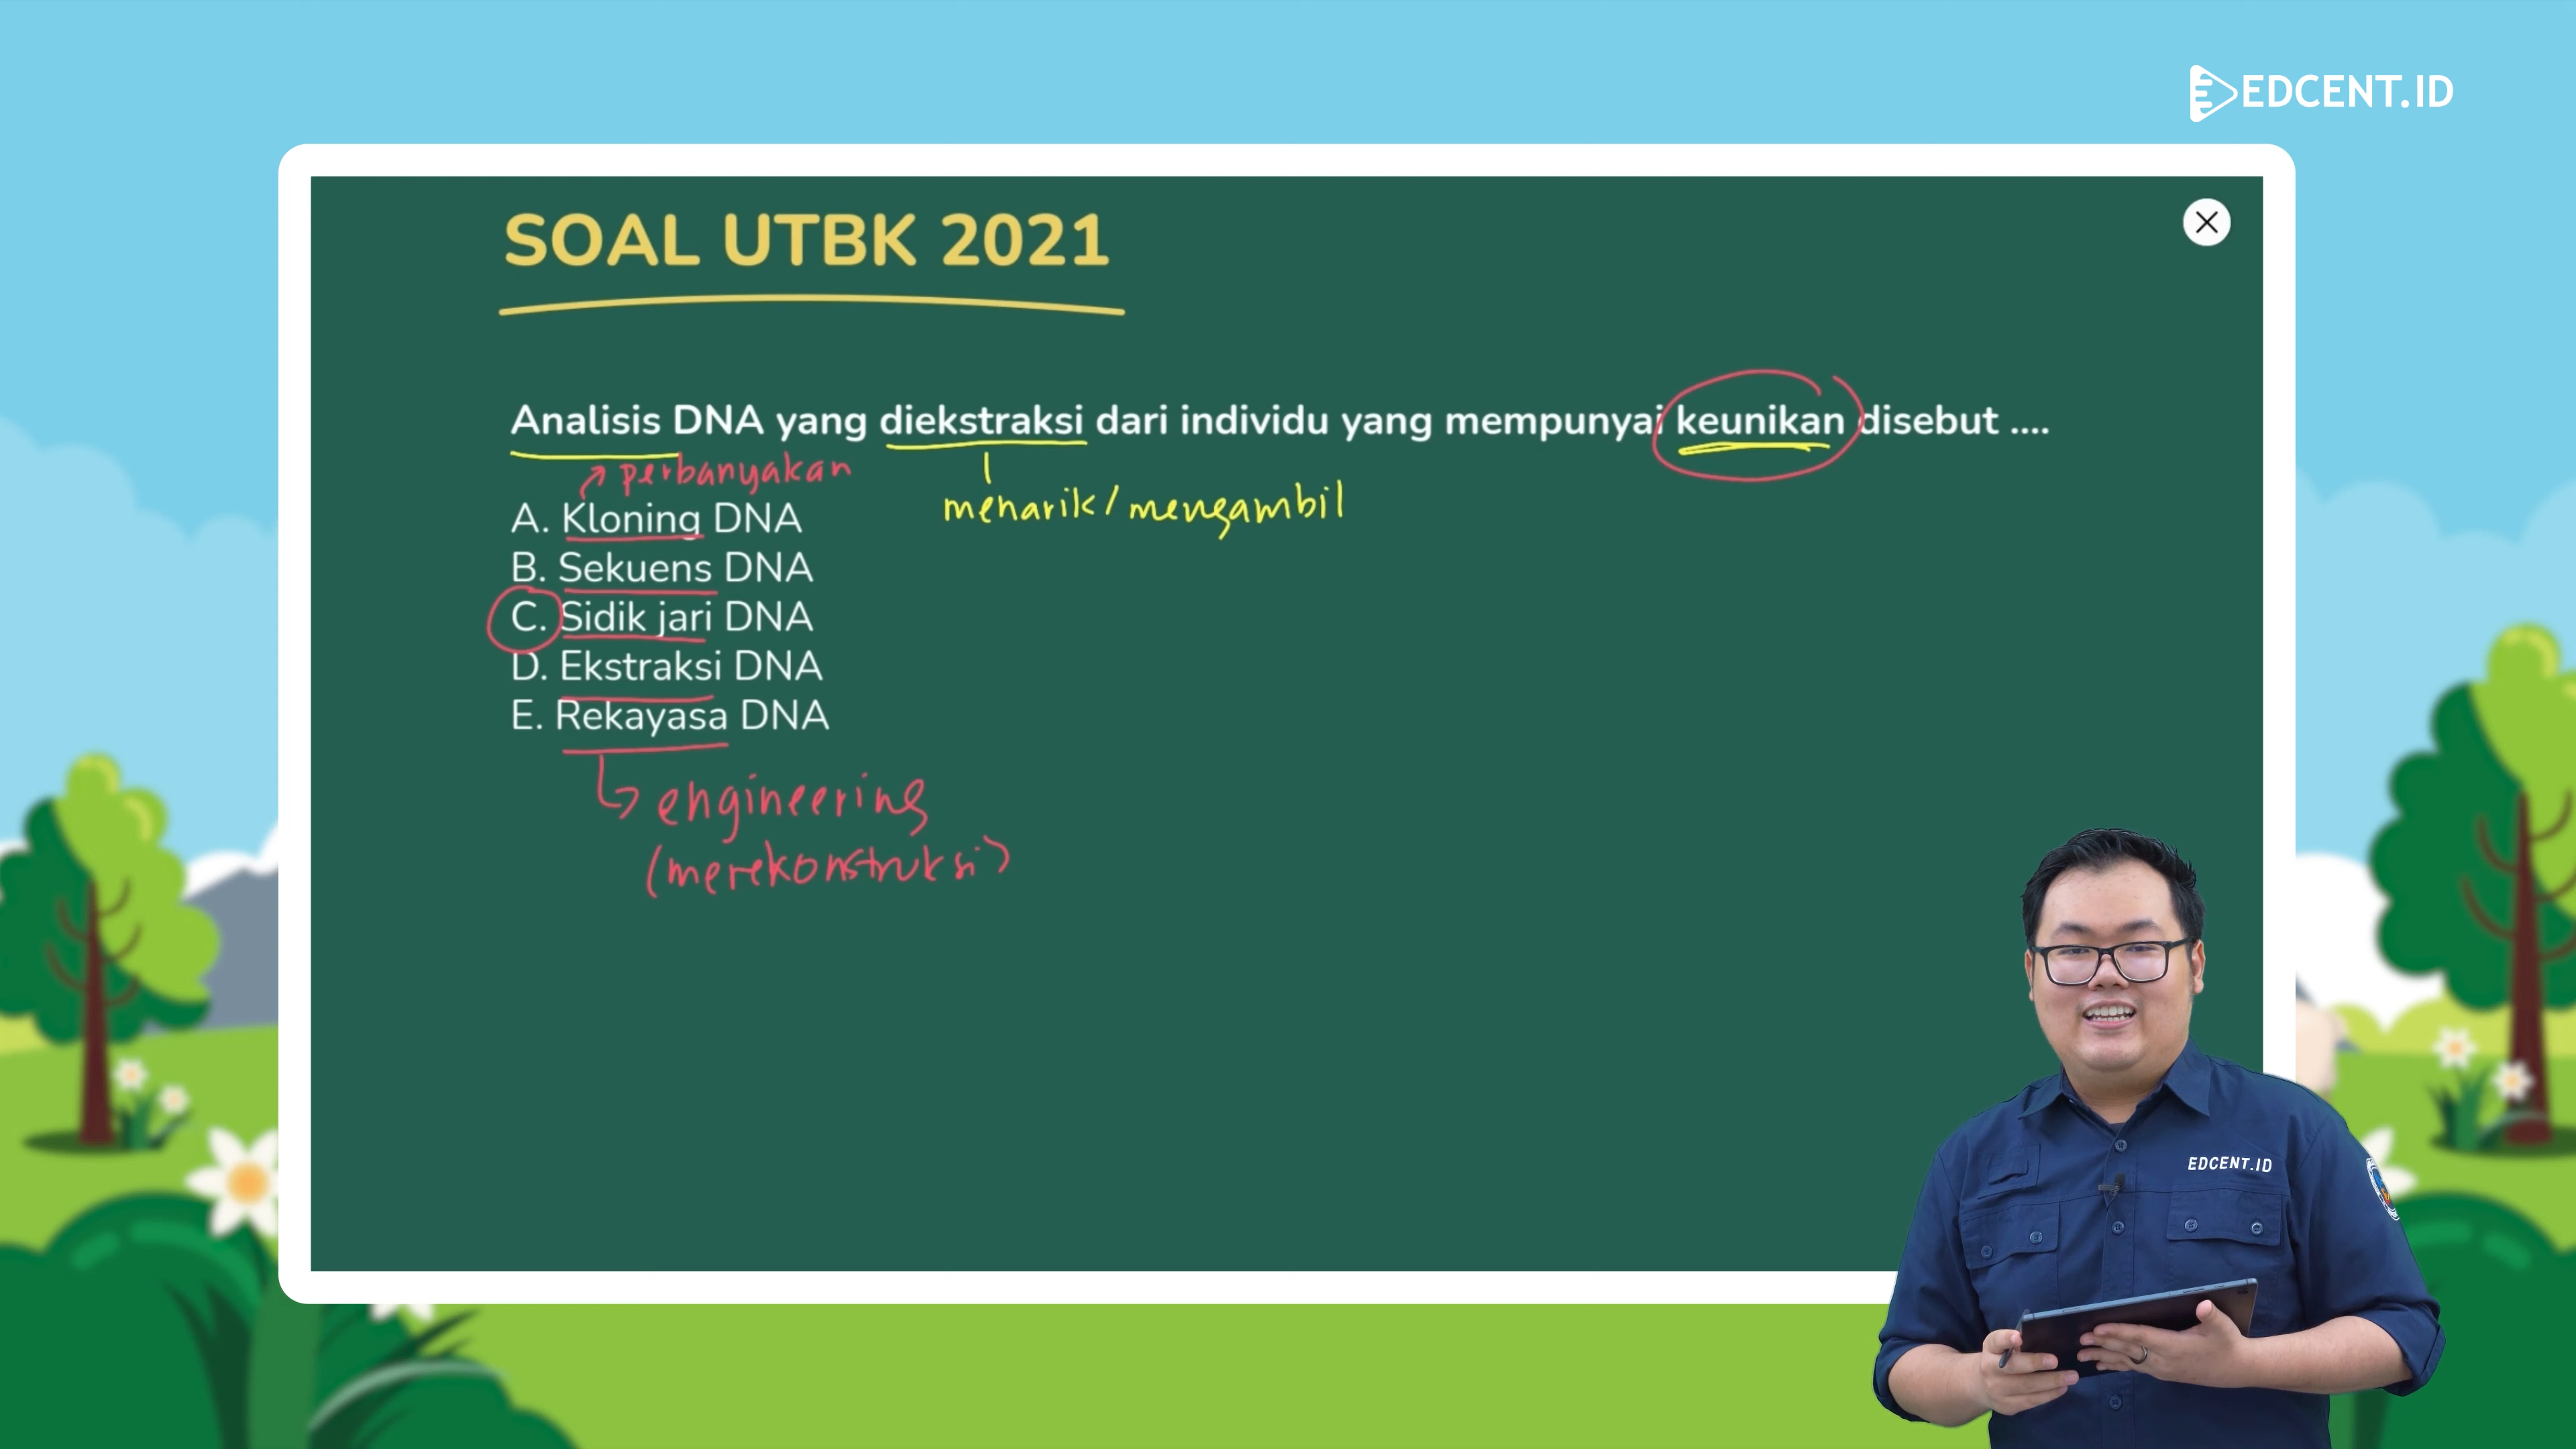 EDCENT.ID
SOAL UTBK 2021
Analisis DNA yang diekstraksi dari individu yang mempunyai keunikan disebut ....
perbanyakan
menarik / mengambil
A. Kloning DNA
B. Sekuens DNA
C. Sidik jari DNA
D. Ekstraksi DNA
E. Rekayasa DNA
engineering
(merekonstruksi)
EDCENT.ID